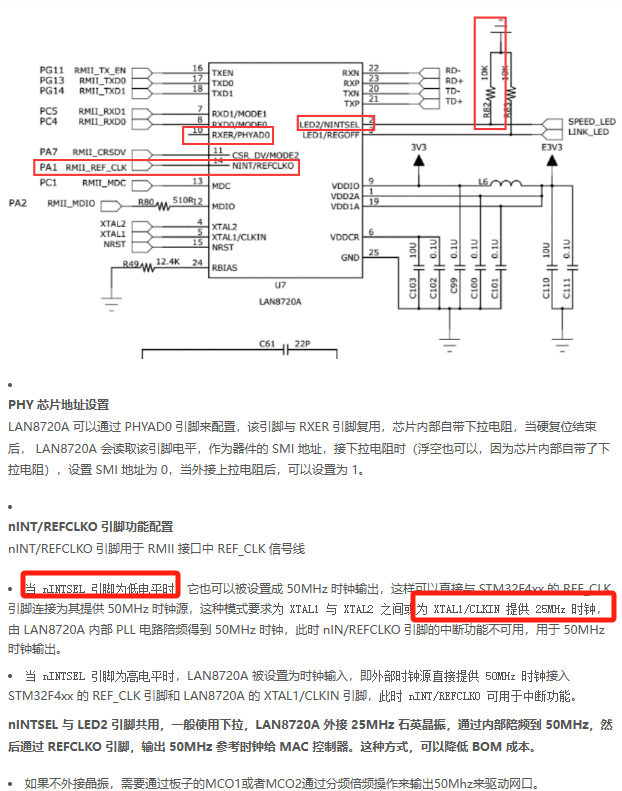 PG11 RMII_TX_EN 16 TXEN
PG13 RMII_TXD0 17 TXD0
PG14 RMII_TXD1 18 TXD1
PC5 RMII_RXD1 7 RXD1/MODE1
PC4 RMII_RXD0 8 RXD0/MODE0
10 RXER/PHYAD0
PA7 RMII_CRSDV 11 CSR_DV/MODE2
PA1 RMII_REF_CLK 14 NINT/REFCLKO
PC1 RMII_MDC 13 MDC
PA2 RMII_MDIO R80 510R 12 MDIO
XTAL2 4 XTAL2
XTAL1 5 XTAL1/CLKIN
NRST 15 NRST
R49 12.4K 24 RBIAS
RXN 22 RD-
RXP 23 RD+
TXN 20 TD-
TXP 21 TD+
LED2/NINTSEL 2 SPEED_LED
LED1/REGOFF 3 LINK_LED
R82 10K
R83 10K
3V3
E3V3
L6
VDDIO 9
VDD2A 1
VDD1A 19
VDDCR 6
GND 25
C103 10U
C102 0.1U
C99 0.1U
C100 0.1U
C101 0.1U
C110 10U
C111 0.1U
U7
LAN8720A
C61 22P
PHY 芯片地址设置
LAN8720A 可以通过 PHYAD0 引脚来配置，该引脚与 RXER 引脚复用，芯片内部自带下拉电阻，当硬复位结束
后， LAN8720A 会读取该引脚电平，作为器件的 SMI 地址，接下拉电阻时（浮空也可以，因为芯片内部自带了下
拉电阻），设置 SMI 地址为 0，当外接上拉电阻后，可以设置为 1。
nINT/REFCLKO 引脚功能配置
nINT/REFCLKO 引脚用于 RMII 接口中 REF_CLK 信号线
当 nINTSEL 引脚为低电平时，它也可以被设置成 50MHz 时钟输出，这样可以直接与 STM32F4xx 的 REF_CLK
引脚连接为其提供 50MHz 时钟源，这种模式要求为 XTAL1 与 XTAL2 之间或为 XTAL1/CLKIN 提供 25MHz 时钟，
由 LAN8720A 内部 PLL 电路陪频得到 50MHz 时钟，此时 nIN/REFCLKO 引脚的中断功能不可用，用于 50MHz
时钟输出。
当 nINTSEL 引脚为高电平时，LAN8720A 被设置为时钟输入，即外部时钟源直接提供 50MHz 时钟接入
STM32F4xx 的 REF_CLK 引脚和 LAN8720A 的 XTAL1/CLKIN 引脚，此时 nINT/REFCLKO 可用于中断功能。
nINTSEL 与 LED2 引脚共用，一般使用下拉，LAN8720A 外接 25MHz 石英晶振，通过内部陪频到 50MHz，然
后通过 REFCLKO 引脚，输出 50MHz 参考时钟给 MAC 控制器。这种方式，可以降低 BOM 成本。
如果不外接晶振，需要通过板子的MCO1或者MCO2通过分频倍频操作来输出50Mhz来驱动网口。